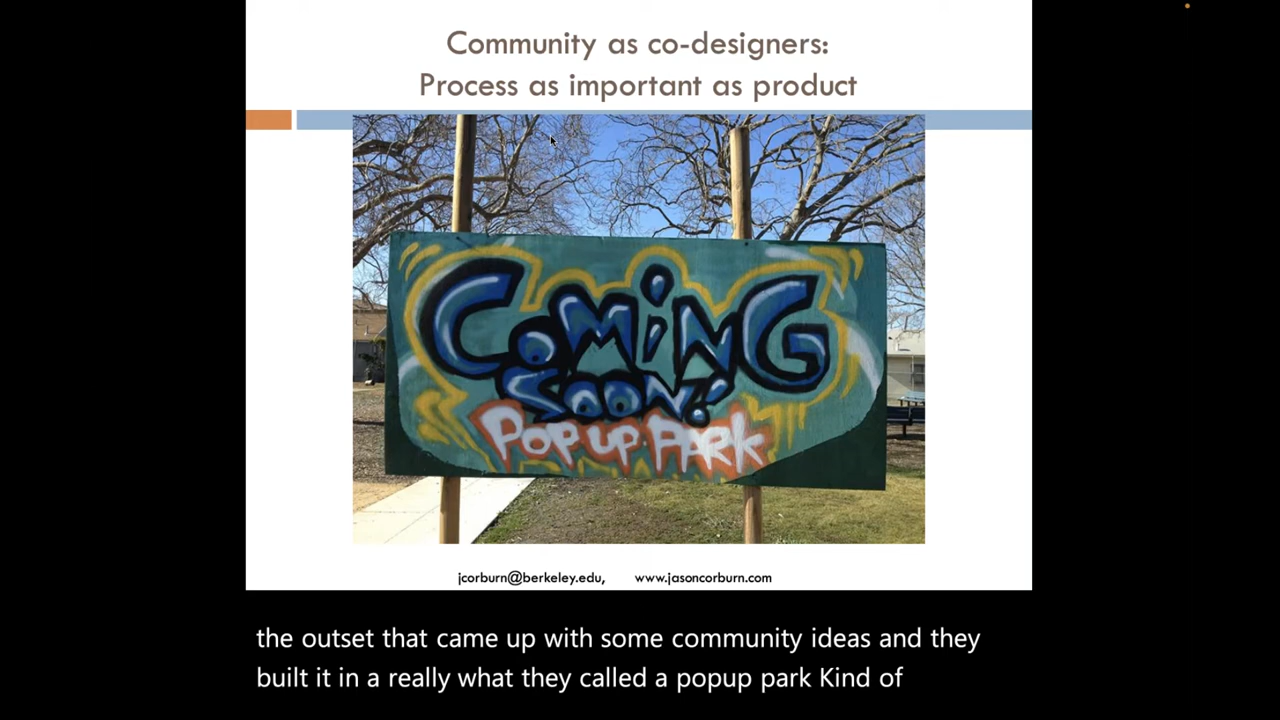 Community as co-designers:
Process as important as product
COMING
SOON!
POP UP PARK
jcorburn@berkeley.edu, www.jasoncorburn.com
the outset that came up with some community ideas and they
built it in a really what they called a popup park Kind of